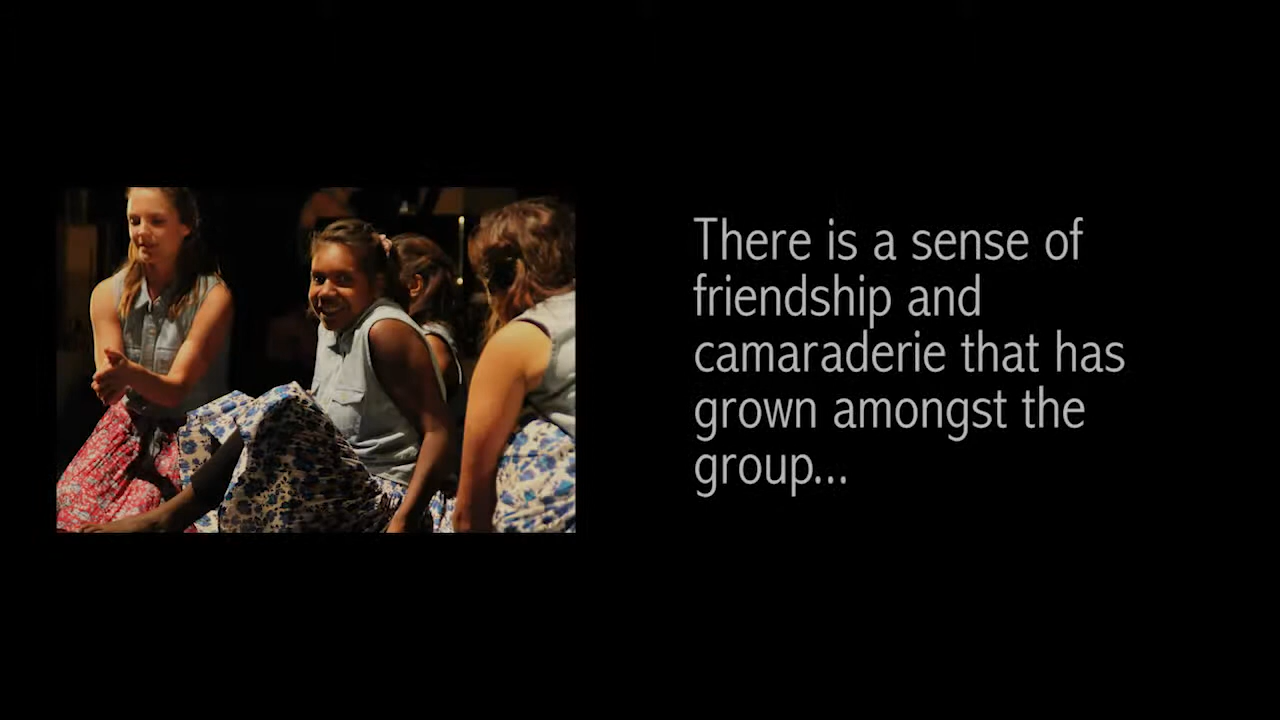 There is a sense of
friendship and
camaraderie that has
grown amongst the
group...